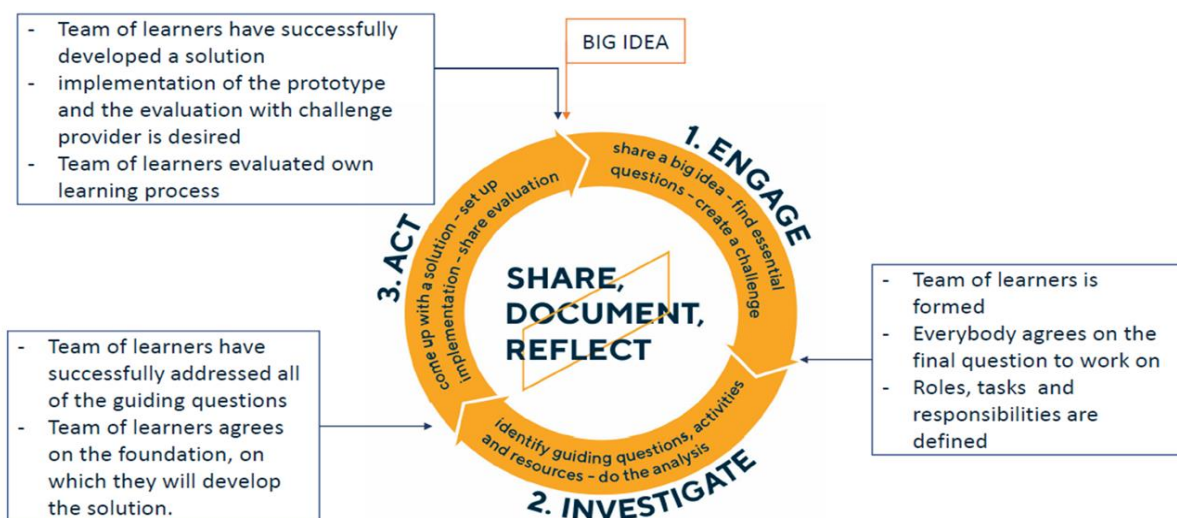 - Team of learners have successfully
developed a solution
- implementation of the prototype
and the evaluation with challenge
provider is desired
- Team of learners evaluated own
learning process
BIG IDEA
1. ENGAGE
share a big idea - find essential
questions - create a challenge
- Team of learners is
formed
- Everybody agrees on the
final question to work on
- Roles, tasks and
responsibilities are
defined
2. INVESTIGATE
identify guiding questions, activities
and resources - do the analysis
- Team of learners have
successfully addressed all
of the guiding questions
- Team of learners agrees
on the foundation, on
which they will develop
the solution.
3. ACT
come up with a solution - set up
implementation - share evaluation
SHARE,
DOCUMENT,
REFLECT